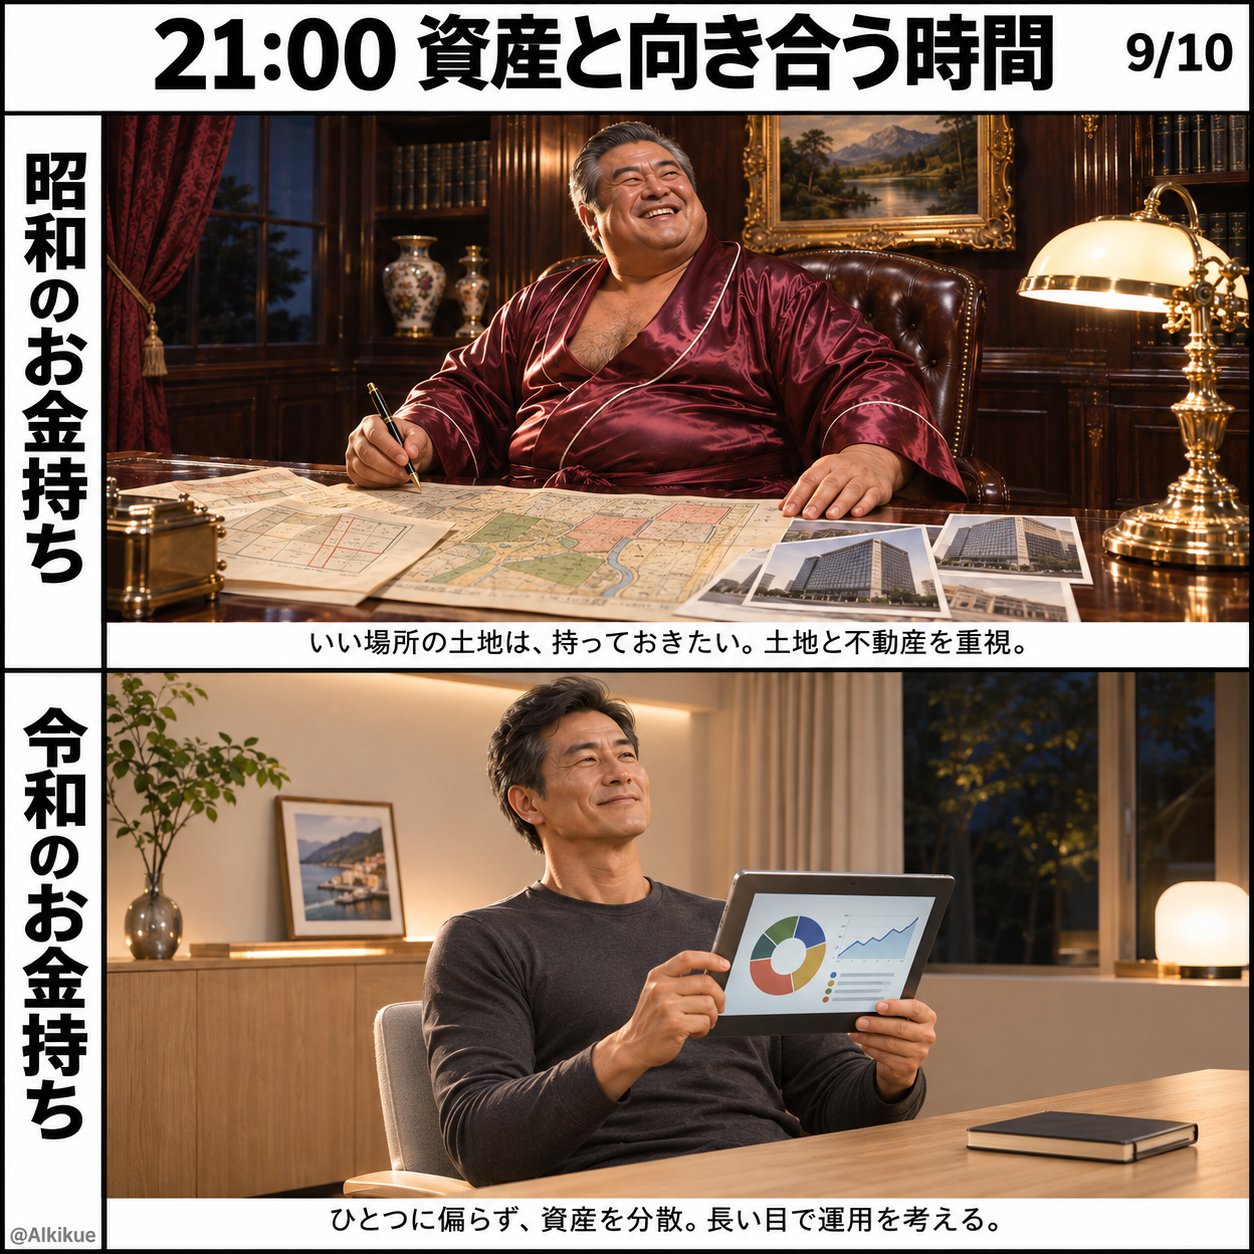 21:00 資産と向き合う時間
9/10
昭和のお金持ち
いい場所の土地は、持っておきたい。土地と不動産を重視。
令和のお金持ち
ひとつに偏らず、資産を分散。長い目で運用を考える。
@Alkikue